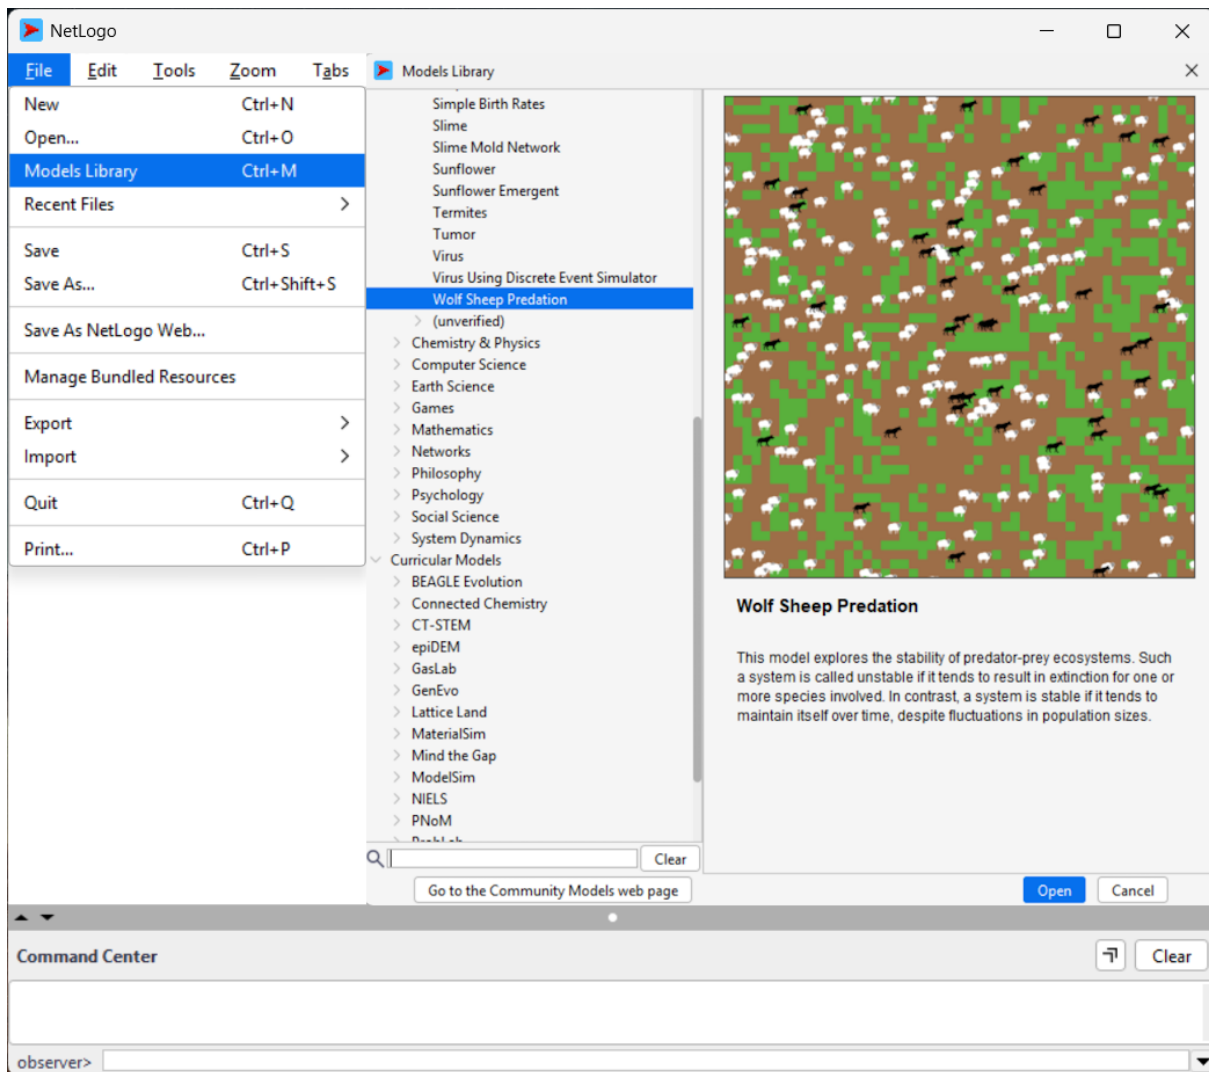 NetLogo
File Edit Tools Zoom Tabs
New Ctrl+N
Open... Ctrl+O
Models Library Ctrl+M
Recent Files
Save Ctrl+S
Save As... Ctrl+Shift+S
Save As NetLogo Web...
Manage Bundled Resources
Export
Import
Quit Ctrl+Q
Print... Ctrl+P
Models Library
Simple Birth Rates
Slime
Slime Mold Network
Sunflower
Sunflower Emergent
Termites
Tumor
Virus
Virus Using Discrete Event Simulator
Wolf Sheep Predation
(unverified)
Chemistry & Physics
Computer Science
Earth Science
Games
Mathematics
Networks
Philosophy
Psychology
Social Science
System Dynamics
Curricular Models
BEAGLE Evolution
Connected Chemistry
CT-STEM
epiDEM
GasLab
GenEvo
Lattice Land
MaterialSim
Mind the Gap
ModelSim
NIELS
PNoM
Clear
Go to the Community Models web page
Wolf Sheep Predation
This model explores the stability of predator-prey ecosystems. Such
a system is called unstable if it tends to result in extinction for one or
more species involved. In contrast, a system is stable if it tends to
maintain itself over time, despite fluctuations in population sizes.
Open Cancel
Command Center Clear
observer>